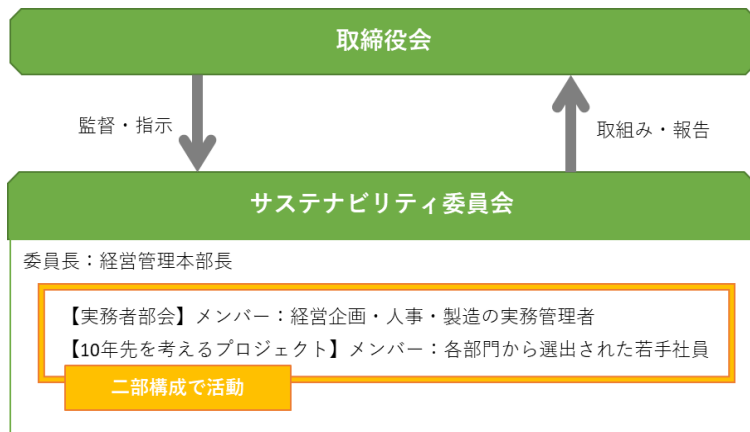 取締役会
監督・指示
取組み・報告
サステナビリティ委員会
委員長：経営管理本部長
【実務者部会】メンバー：経営企画・人事・製造の実務管理者
【10年先を考えるプロジェクト】メンバー：各部門から選出された若手社員
二部構成で活動